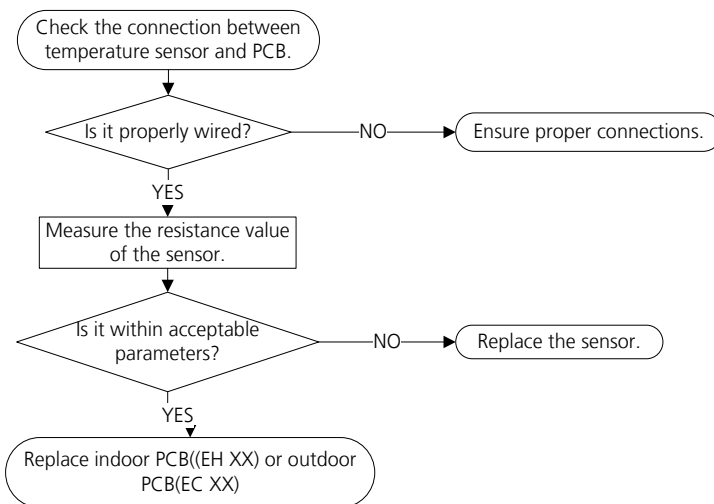 Check the connection between
temperature sensor and PCB.
Is it properly wired?
NO
Ensure proper connections.
YES
Measure the resistance value
of the sensor.
Is it within acceptable
parameters?
NO
Replace the sensor.
YES
Replace indoor PCB((EH XX) or outdoor
PCB(EC XX)